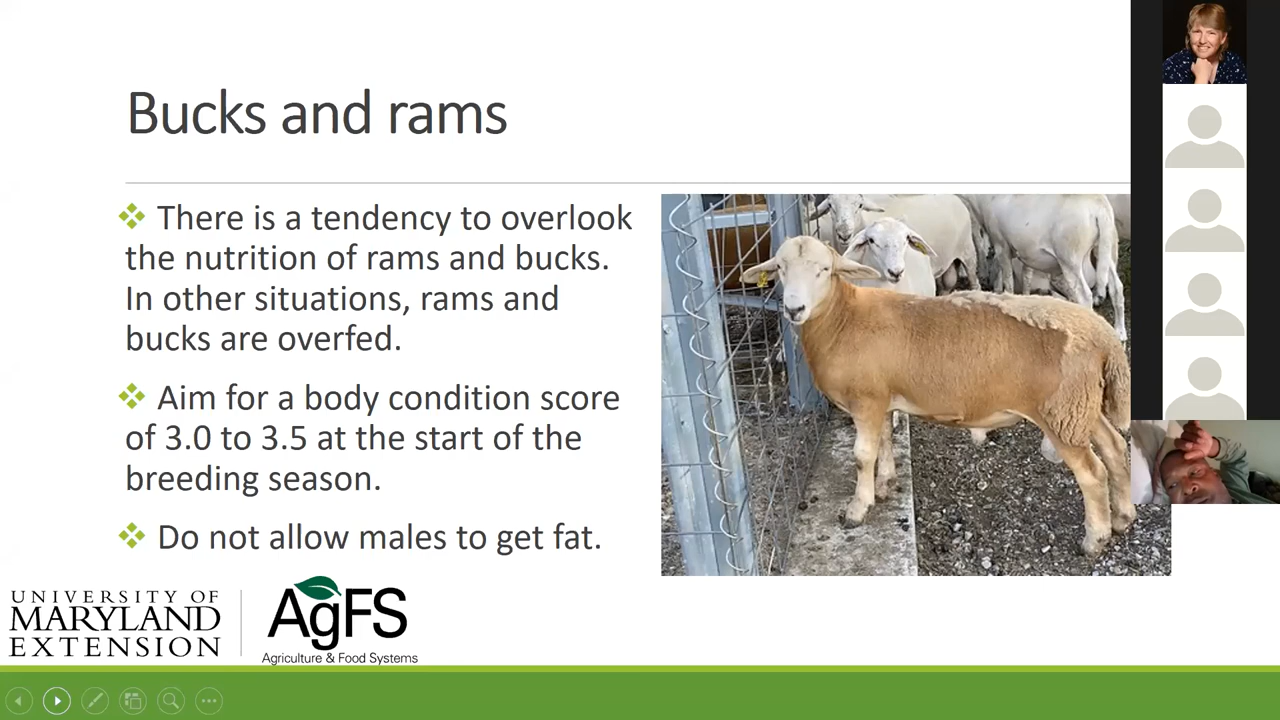 Bucks and rams
❖ There is a tendency to overlook
the nutrition of rams and bucks.
In other situations, rams and
bucks are overfed.
❖ Aim for a body condition score
of 3.0 to 3.5 at the start of the
breeding season.
❖ Do not allow males to get fat.
UNIVERSITY OF
MARYLAND
EXTENSION
AgFS
Agriculture & Food Systems